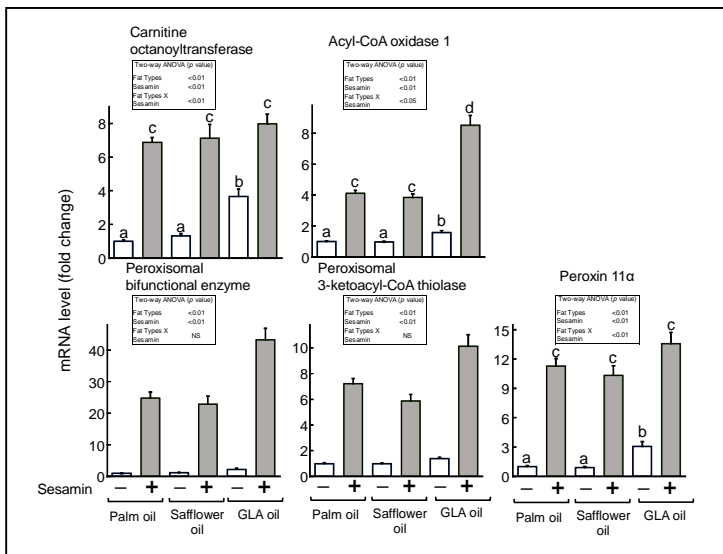 Carnitine
octanoyltransferase
Two-way ANOVA (p value)
Fat Types <0.01
Sesamin <0.01
Fat Types X
Sesamin <0.01
8
6
4
2
0
a
c
a
c
b
c
Acyl-CoA oxidase 1
Two-way ANOVA (p value)
Fat Types <0.01
Sesamin <0.01
Fat Types X
Sesamin <0.05
8
6
4
2
0
a
c
a
c
b
d
mRNA level (fold change)
Peroxisomal
bifunctional enzyme
Two-way ANOVA (p value)
Fat Types <0.01
Sesamin <0.01
Fat Types X
Sesamin NS
40
30
20
10
0
Peroxisomal
3-ketoacyl-CoA thiolase
Two-way ANOVA (p value)
Fat Types <0.01
Sesamin <0.01
Fat Types X
Sesamin NS
10
8
6
4
2
0
Peroxin 11α
Two-way ANOVA (p value)
Fat Types <0.01
Sesamin <0.01
Fat Types X
Sesamin <0.01
15
12
9
6
3
0
a
c
a
c
b
c
Sesamin − + − + − + − + − + − + − + − + − +
Palm oil Safflower oil GLA oil
Palm oil Safflower oil GLA oil
Palm oil Safflower oil GLA oil